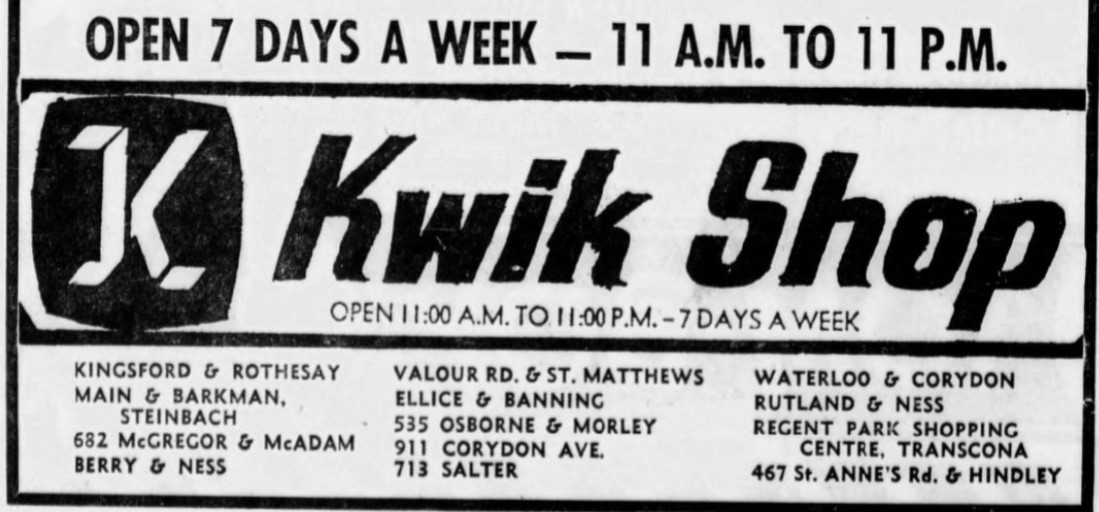 OPEN 7 DAYS A WEEK — 11 A.M. TO 11 P.M.
K Kwik Shop
OPEN 11:00 A.M. TO 11:00 P.M. – 7 DAYS A WEEK
KINGSFORD & ROTHESAY
MAIN & BARKMAN,
STEINBACH
682 McGREGOR & McADAM
BERRY & NESS
VALOUR RD. & ST. MATTHEWS
ELLICE & BANNING
535 OSBORNE & MORLEY
911 CORYDON AVE.
713 SALTER
WATERLOO & CORYDON
RUTLAND & NESS
REGENT PARK SHOPPING
CENTRE, TRANSCONA
467 St. ANNE'S Rd. & HINDLEY